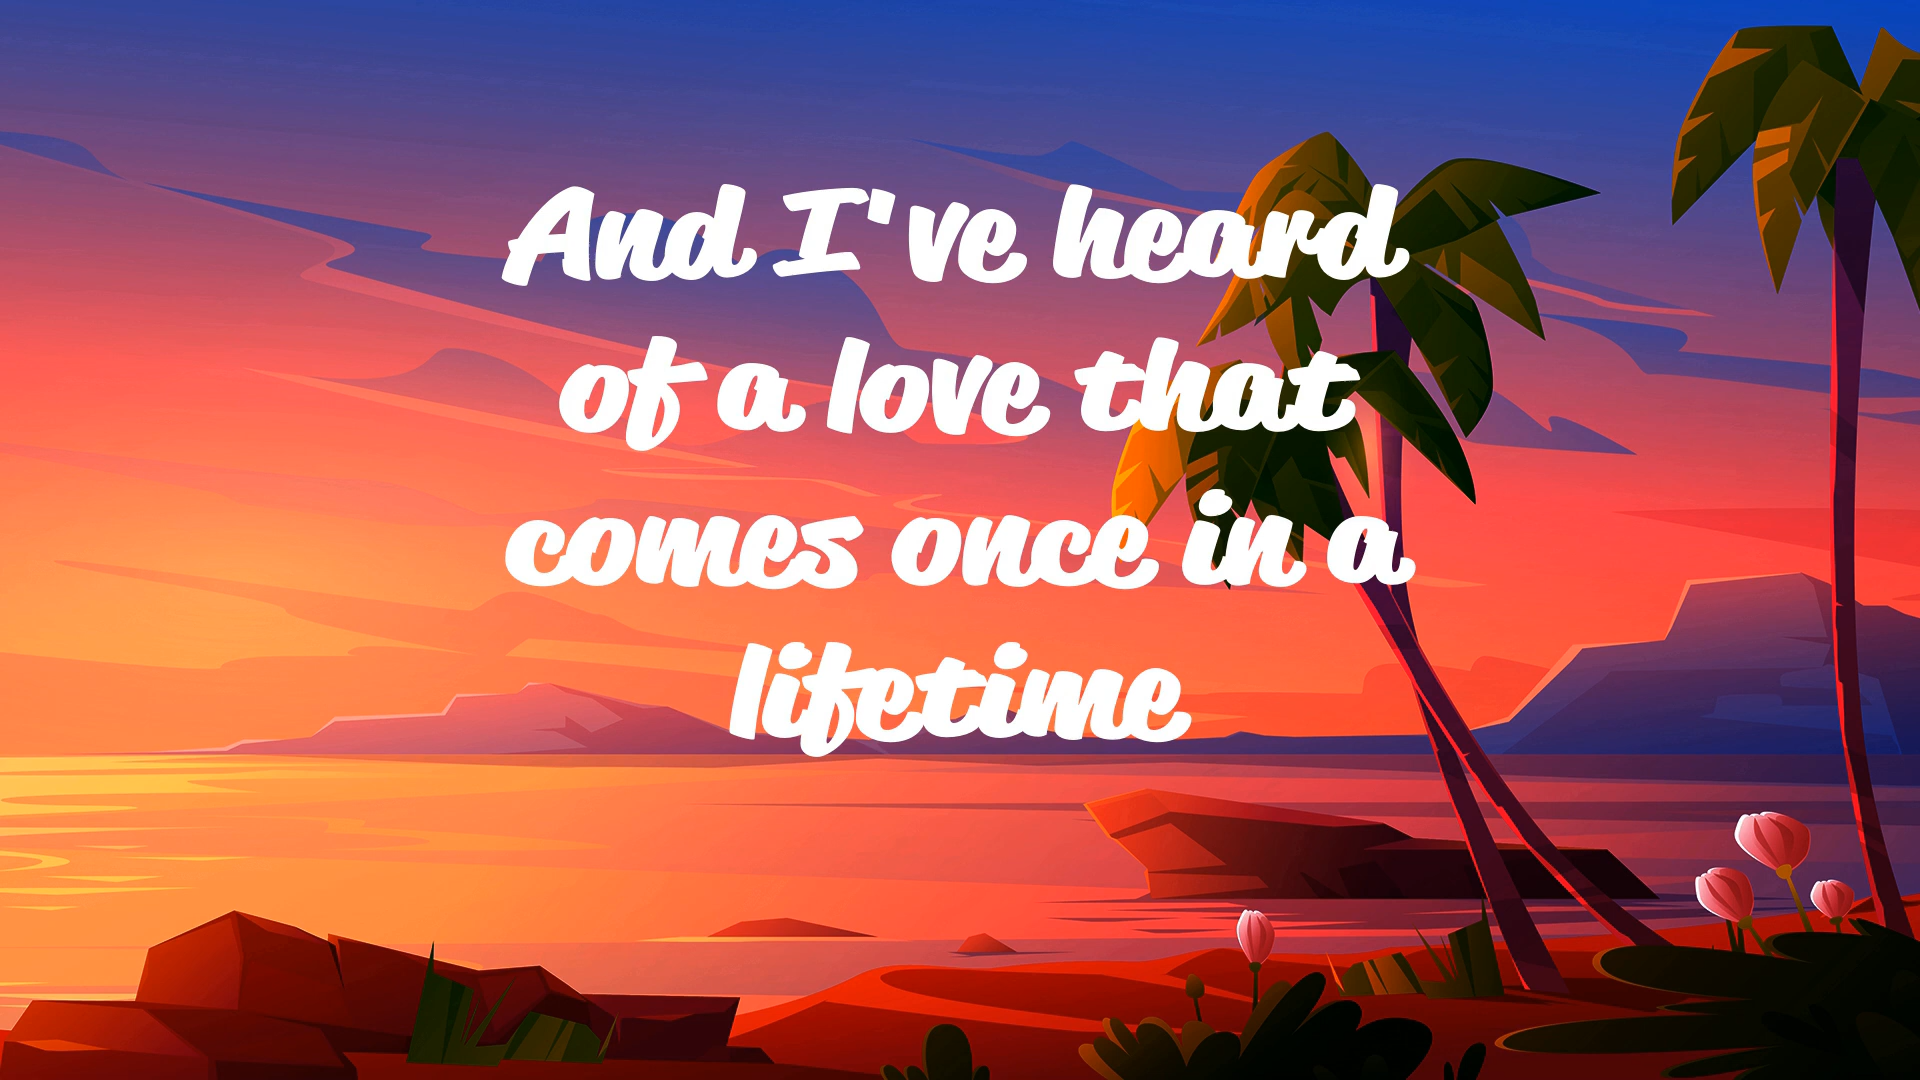 And I've heard
of a love that
comes once in a
lifetime